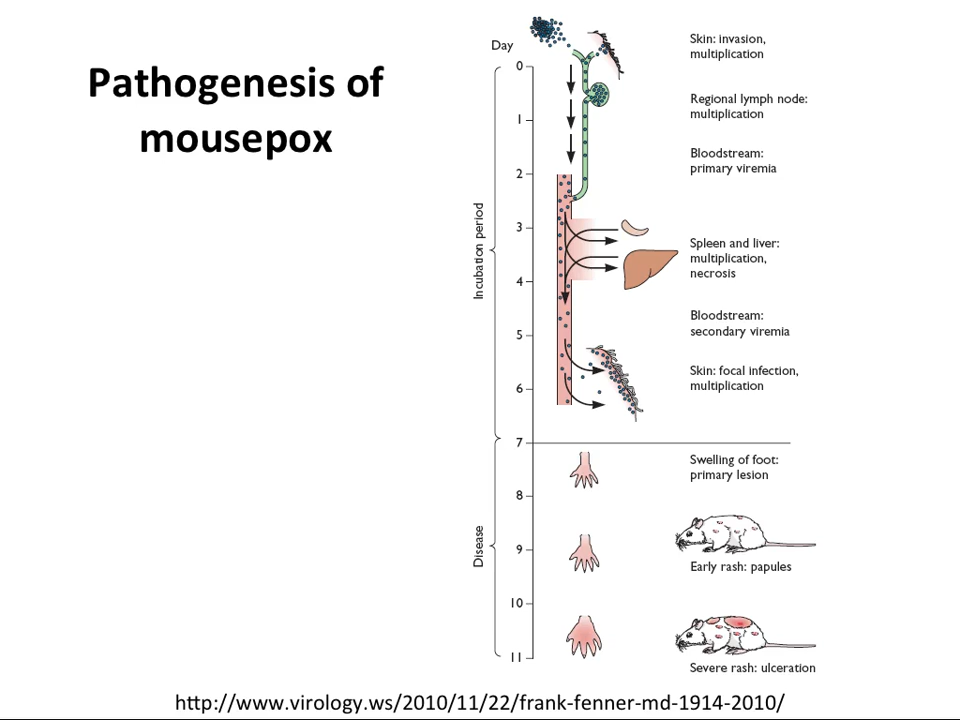 Pathogenesis of
mousepox
Day
0
1
2
3
4
5
6
7
8
9
10
11
Incubation period
Disease
Skin: invasion,
multiplication
Regional lymph node:
multiplication
Bloodstream:
primary viremia
Spleen and liver:
multiplication,
necrosis
Bloodstream:
secondary viremia
Skin: focal infection,
multiplication
Swelling of foot:
primary lesion
Early rash: papules
Severe rash: ulceration
http://www.virology.ws/2010/11/22/frank-fenner-md-1914-2010/